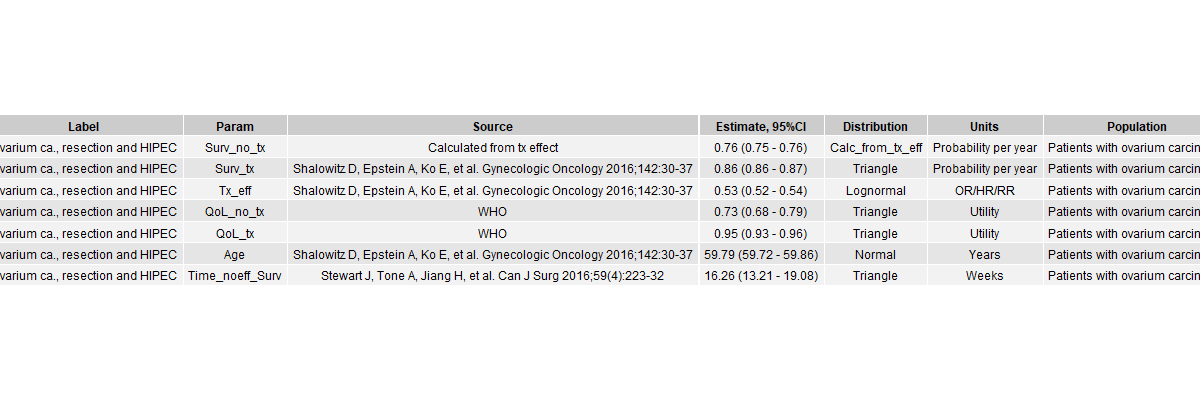 Label Param Source Estimate, 95%CI Distribution Units Population
varium ca., resection and HIPEC Surv_no_tx Calculated from tx effect 0.76 (0.75 - 0.76) Calc_from_tx_eff Probability per year Patients with ovarium carcin
varium ca., resection and HIPEC Surv_tx Shalowitz D, Epstein A, Ko E, et al. Gynecologic Oncology 2016;142:30-37 0.86 (0.86 - 0.87) Triangle Probability per year Patients with ovarium carcin
varium ca., resection and HIPEC Tx_eff Shalowitz D, Epstein A, Ko E, et al. Gynecologic Oncology 2016;142:30-37 0.53 (0.52 - 0.54) Lognormal OR/HR/RR Patients with ovarium carcin
varium ca., resection and HIPEC QoL_no_tx WHO 0.73 (0.68 - 0.79) Triangle Utility Patients with ovarium carcin
varium ca., resection and HIPEC QoL_tx WHO 0.95 (0.93 - 0.96) Triangle Utility Patients with ovarium carcin
varium ca., resection and HIPEC Age Shalowitz D, Epstein A, Ko E, et al. Gynecologic Oncology 2016;142:30-37 59.79 (59.72 - 59.86) Normal Years Patients with ovarium carcin
varium ca., resection and HIPEC Time_noeff_Surv Stewart J, Tone A, Jiang H, et al. Can J Surg 2016;59(4):223-32 16.26 (13.21 - 19.08) Triangle Weeks Patients with ovarium carcin